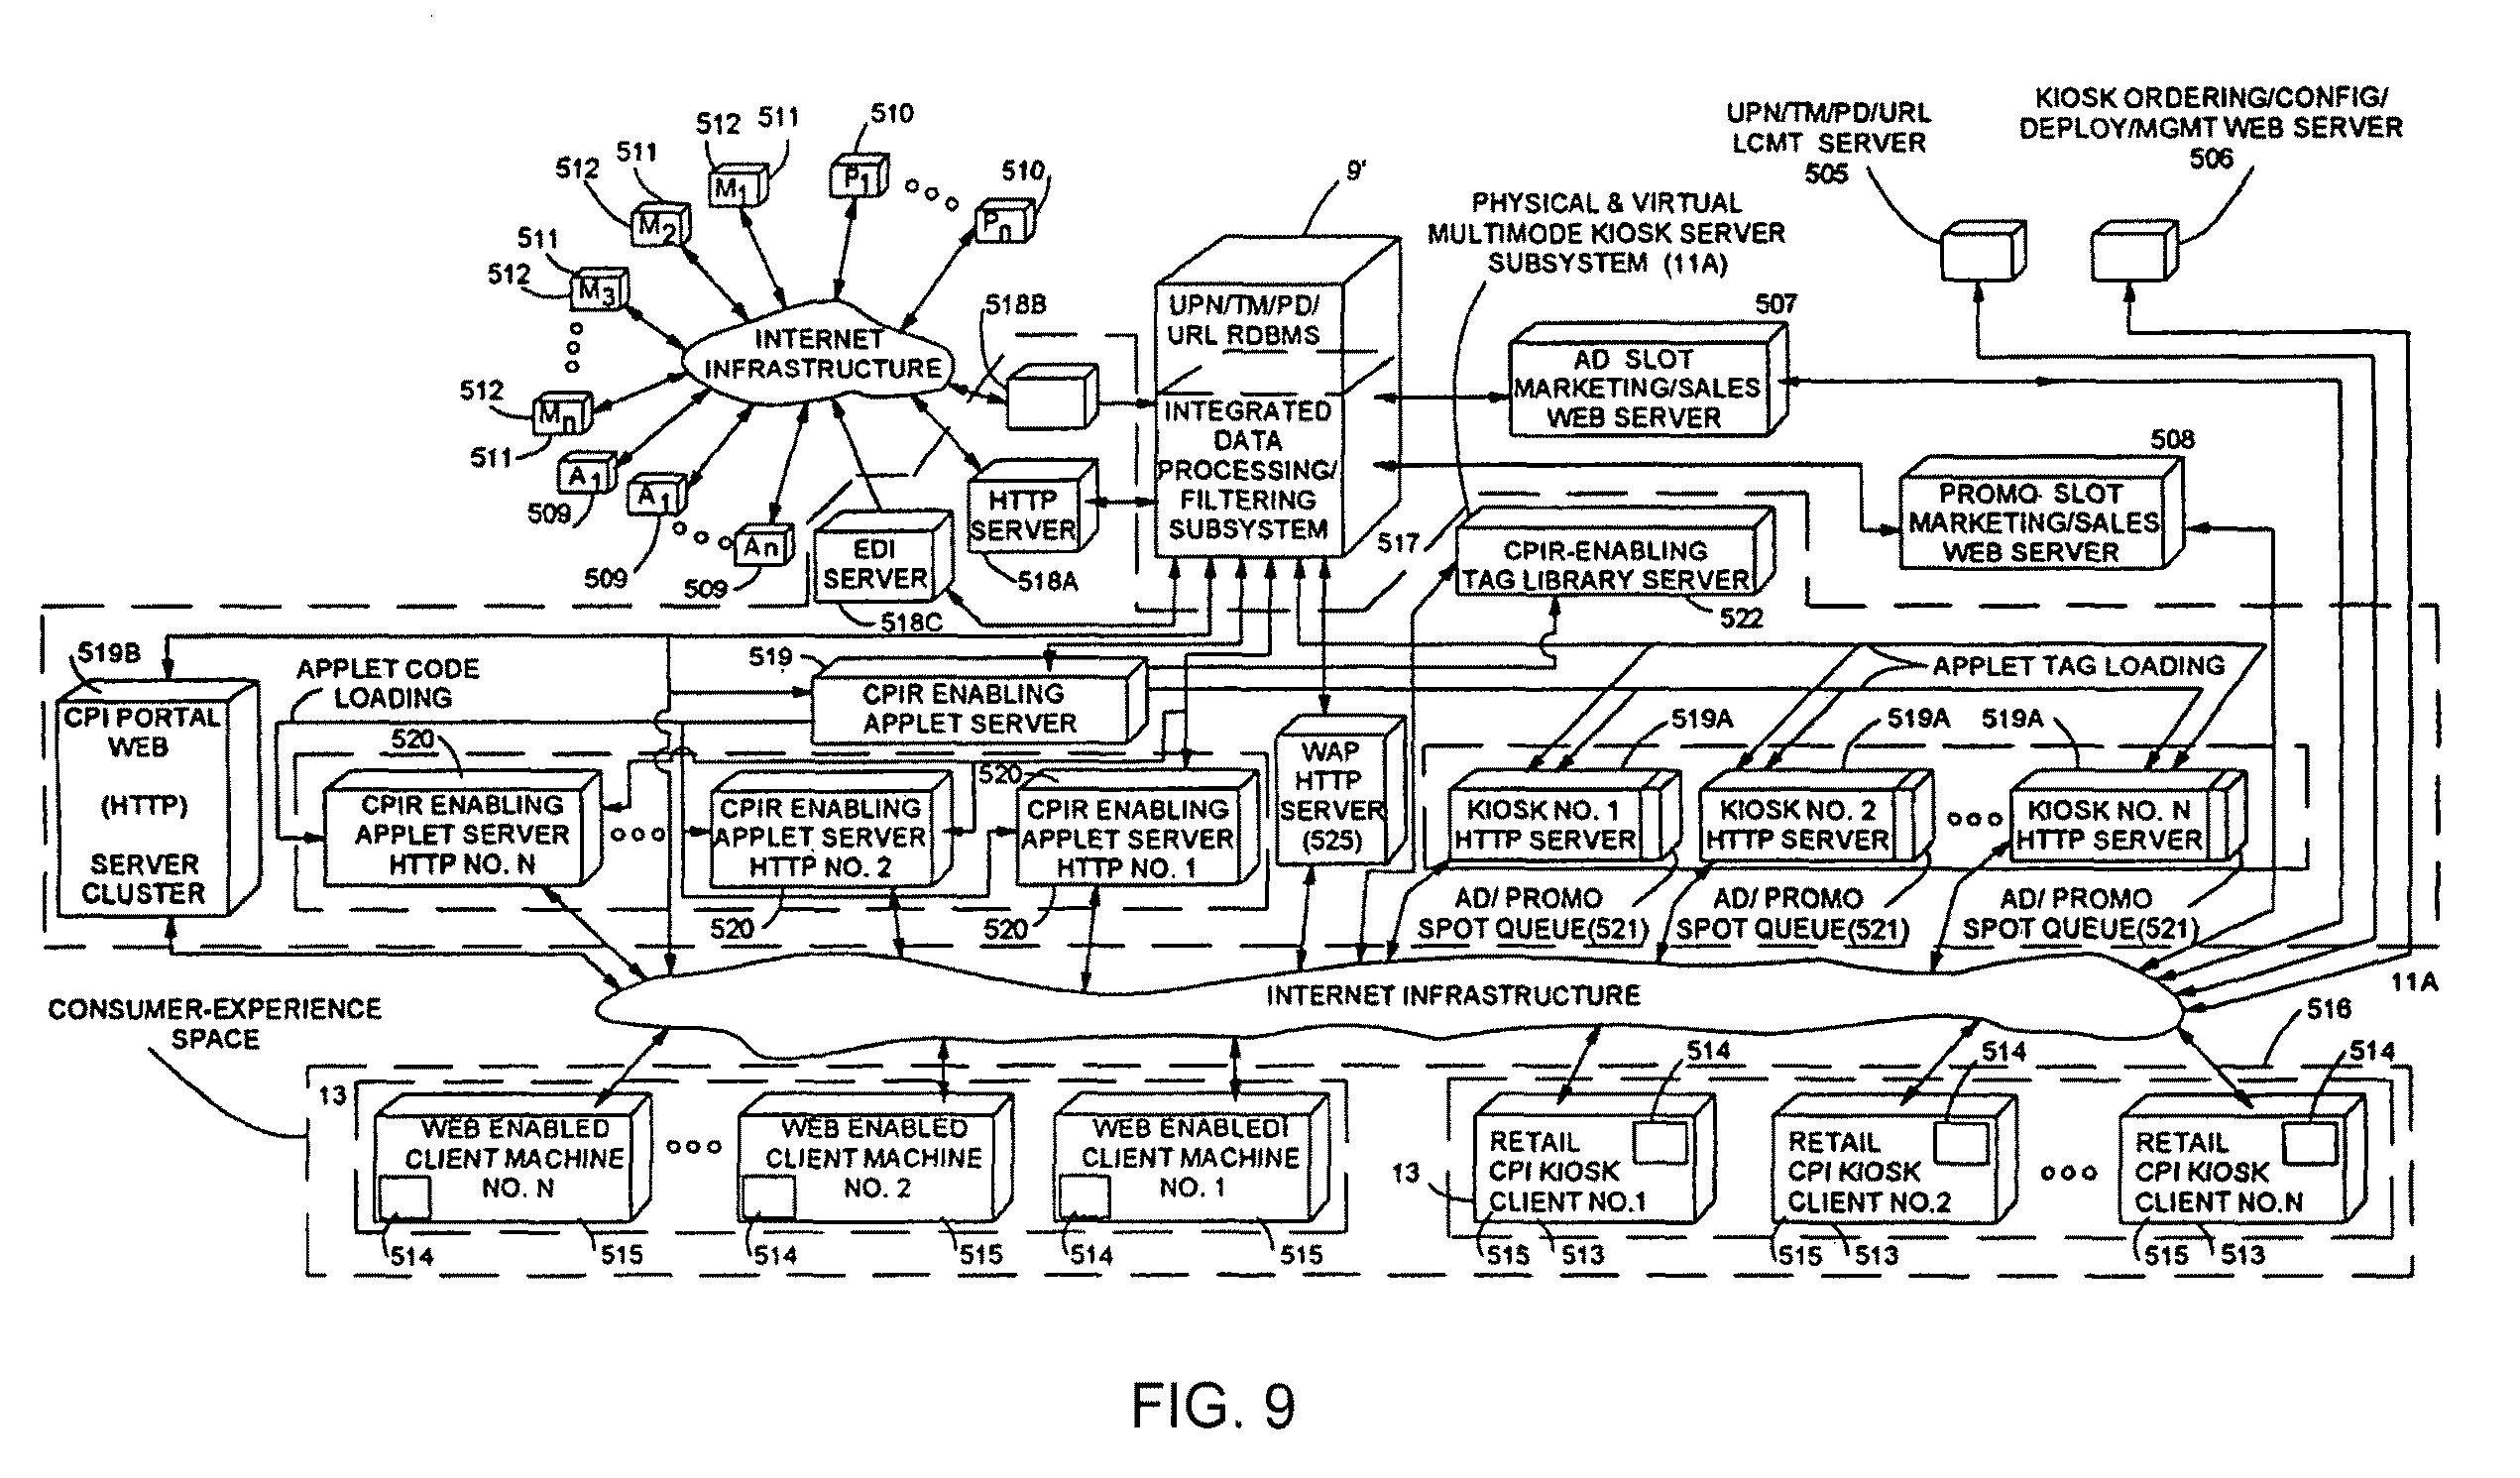 512
511
510
512
511
M1
P1
510
512
511
M2
Pn
M3
INTERNET
INFRASTRUCTURE
518B
512
Mn
511
A1
509
A1
509
An
509
EDI
SERVER
518C
HTTP
SERVER
518A
9'
UPN/TM/PD/
URL RDBMS
INTEGRATED
DATA
PROCESSING/
FILTERING
SUBSYSTEM
517
PHYSICAL & VIRTUAL
MULTIMODE KIOSK SERVER
SUBSYSTEM (11A)
UPN/TM/PD/URL
LCMT SERVER
505
KIOSK ORDERING/CONFIG/
DEPLOY/MGMT WEB SERVER
506
507
AD SLOT
MARKETING/SALES
WEB SERVER
508
PROMO SLOT
MARKETING/SALES
WEB SERVER
CPIR-ENABLING
TAG LIBRARY SERVER
522
519B
CPI PORTAL
WEB
(HTTP)
SERVER
CLUSTER
APPLET CODE
LOADING
519
CPIR ENABLING
APPLET SERVER
APPLET TAG LOADING
520
CPIR ENABLING
APPLET SERVER
HTTP NO. N
CPIR ENABLING
APPLET SERVER
HTTP NO. 2
520
520
CPIR ENABLING
APPLET SERVER
HTTP NO. 1
520
WAP
HTTP
SERVER
(525)
519A
519A
519A
KIOSK NO. 1
HTTP SERVER
KIOSK NO. 2
HTTP SERVER
KIOSK NO. N
HTTP SERVER
AD/ PROMO
SPOT QUEUE(521)
AD/ PROMO
SPOT QUEUE(521)
AD/ PROMO
SPOT QUEUE(521)
11A
INTERNET INFRASTRUCTURE
CONSUMER-EXPERIENCE
SPACE
516
13
WEB ENABLED
CLIENT MACHINE
NO. N
514
515
WEB ENABLED
CLIENT MACHINE
NO. 2
514
515
WEB ENABLED
CLIENT MACHINE
NO. 1
514
515
13
514
RETAIL
CPI KIOSK
CLIENT NO.1
515
513
514
RETAIL
CPI KIOSK
CLIENT NO.2
515
513
514
RETAIL
CPI KIOSK
CLIENT NO.N
515
513
FIG. 9